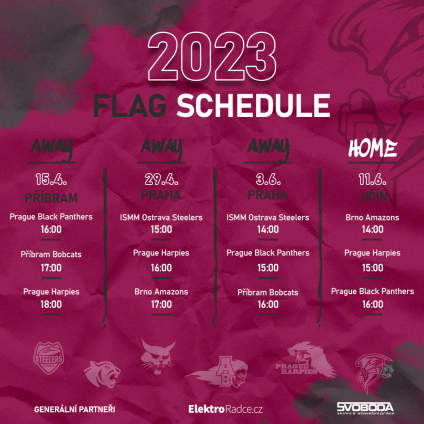 2023
FLAG SCHEDULE
AWAY
15.4.
PŘÍBRAM
Prague Black Panthers
16:00
Příbram Bobcats
17:00
Prague Harpies
18:00
AWAY
29.4.
PRAHA
ISMM Ostrava Steelers
15:00
Prague Harpies
16:00
Brno Amazons
17:00
AWAY
3.6.
PRAHA
ISMM Ostrava Steelers
14:00
Prague Black Panthers
15:00
Příbram Bobcats
16:00
HOME
11.6.
JIČÍN
Brno Amazons
14:00
Prague Harpies
15:00
Prague Black Panthers
16:00
STEELERS
AB
PRAGUE
HARPIES
GENERÁLNÍ PARTNEŘI
ElektroRadce.cz
SVOBODA